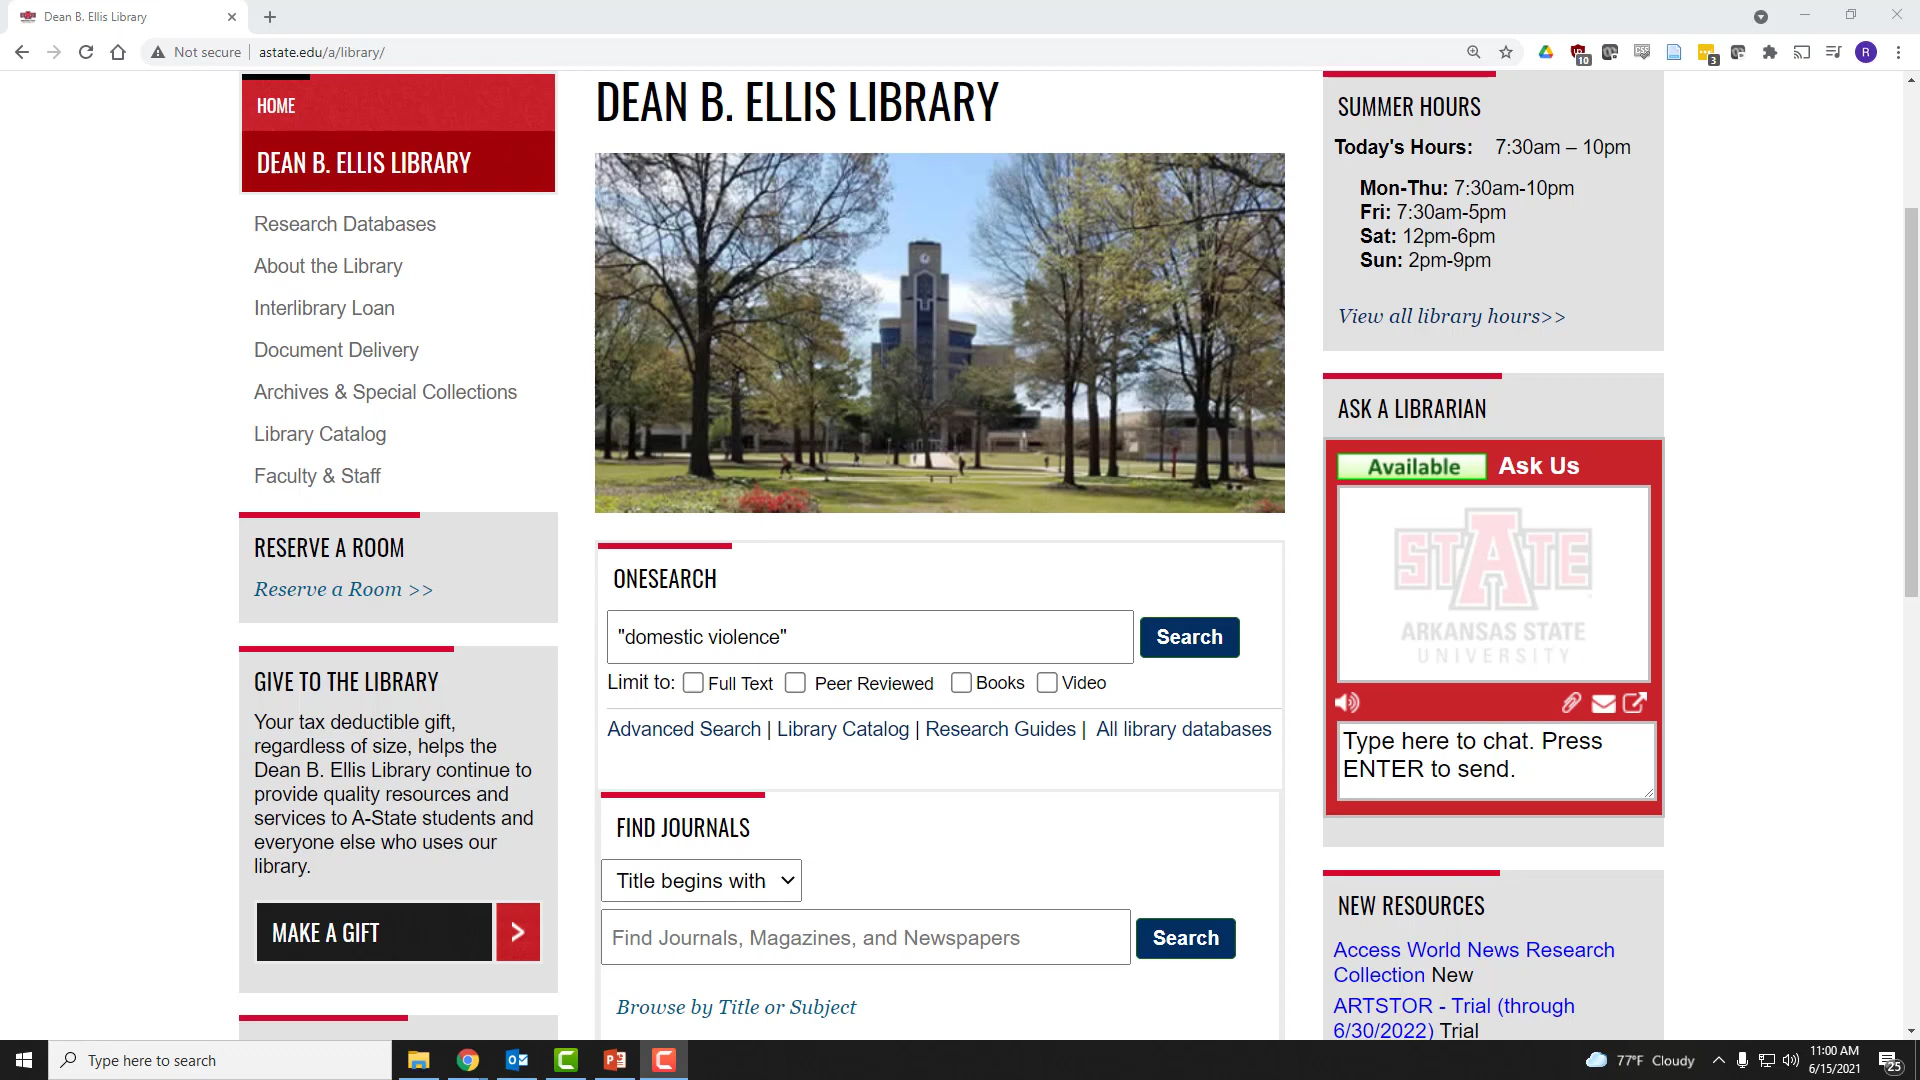 Dean B. Ellis Library
Not secure
astate.edu/a/library/
10
3
R
HOME
DEAN B. ELLIS LIBRARY
Research Databases
About the Library
Interlibrary Loan
Document Delivery
Archives & Special Collections
Library Catalog
Faculty & Staff
RESERVE A ROOM
Reserve a Room >>
GIVE TO THE LIBRARY
Your tax deductible gift,
regardless of size, helps the
Dean B. Ellis Library continue to
provide quality resources and
services to A-State students and
everyone else who uses our
library.
MAKE A GIFT
>
DEAN B. ELLIS LIBRARY
ONESEARCH
"domestic violence"
Search
Limit to: Full Text Peer Reviewed Books Video
Advanced Search | Library Catalog | Research Guides | All library databases
FIND JOURNALS
Title begins with
Find Journals, Magazines, and Newspapers
Search
Browse by Title or Subject
SUMMER HOURS
Today's Hours: 7:30am – 10pm
Mon-Thu: 7:30am-10pm
Fri: 7:30am-5pm
Sat: 12pm-6pm
Sun: 2pm-9pm
View all library hours>>
ASK A LIBRARIAN
Available Ask Us
STATE
ARKANSAS STATE
UNIVERSITY
Type here to chat. Press
ENTER to send.
NEW RESOURCES
Access World News Research
Collection New
ARTSTOR - Trial (through
6/30/2022) Trial
Type here to search
77°F Cloudy
11:00 AM
6/15/2021
25